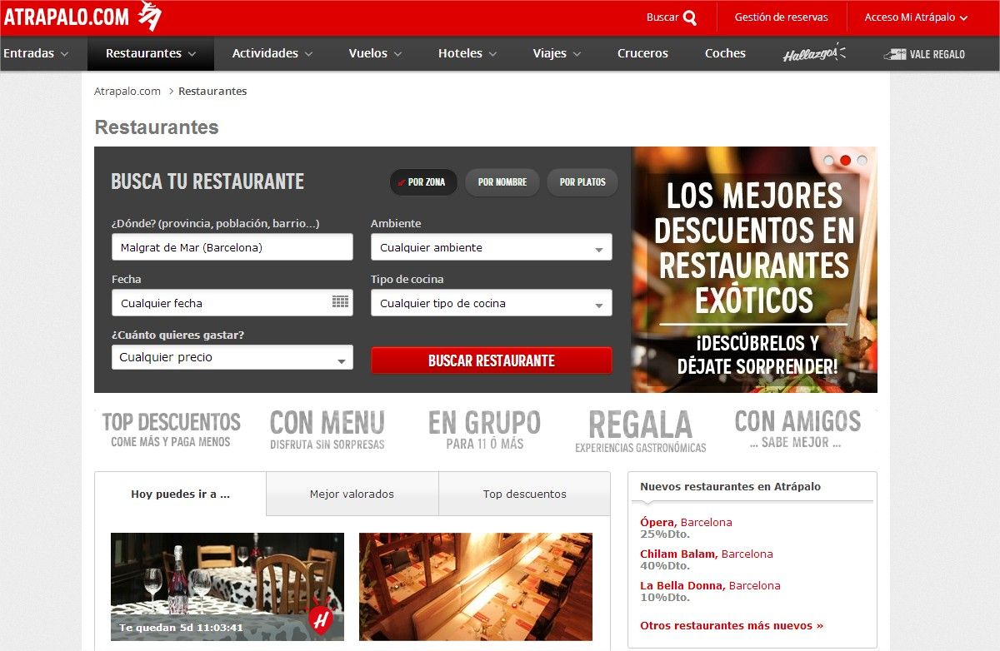 ATRAPALO.COM
Buscar
Gestión de reservas
Acceso Mi Atrápalo
Entradas
Restaurantes
Actividades
Vuelos
Hoteles
Viajes
Cruceros
Coches
Hallazgos
VALE REGALO
Atrapalo.com > Restaurantes
Restaurantes
BUSCA TU RESTAURANTE
POR ZONA
POR NOMBRE
POR PLATOS
¿Dónde? (provincia, población, barrio...)
Malgrat de Mar (Barcelona)
Ambiente
Cualquier ambiente
Fecha
Cualquier fecha
Tipo de cocina
Cualquier tipo de cocina
¿Cuánto quieres gastar?
Cualquier precio
BUSCAR RESTAURANTE
LOS MEJORES
DESCUENTOS EN
RESTAURANTES
EXÓTICOS
¡DESCÚBRELOS Y
DÉJATE SORPRENDER!
TOP DESCUENTOS
COME MÁS Y PAGA MENOS
CON MENU
DISFRUTA SIN SORPRESAS
EN GRUPO
PARA 11 Ó MÁS
REGALA
EXPERIENCIAS GASTRONÓMICAS
CON AMIGOS
... SABE MEJOR ...
Hoy puedes ir a ...
Mejor valorados
Top descuentos
Te quedan 5d 11:03:41
H
Nuevos restaurantes en Atrápalo
Ópera, Barcelona
25%Dto.
Chilam Balam, Barcelona
40%Dto.
La Bella Donna, Barcelona
10%Dto.
Otros restaurantes más nuevos »